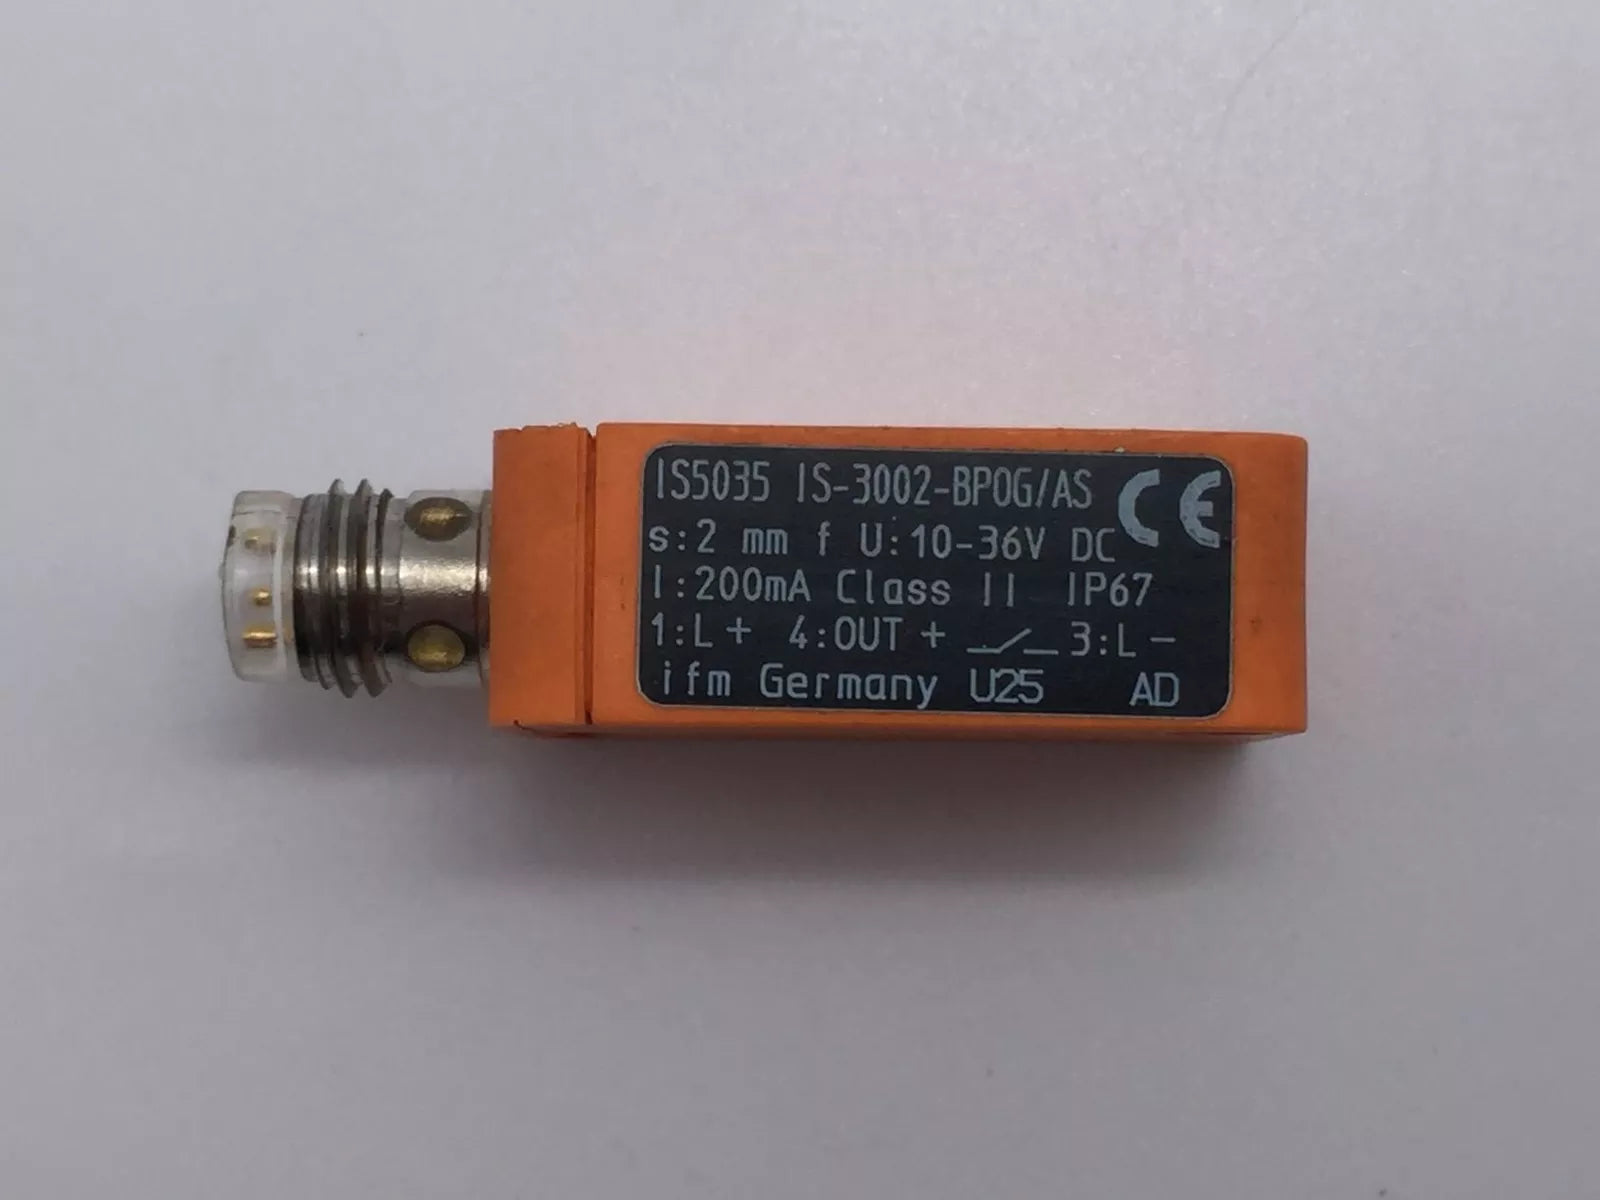 IS5035 IS-3002-BPOG/AS CE
s:2 mm f U:10-36V DC
I:200mA Class II IP67
1:L+ 4:OUT + 3:L-
ifm Germany U25 AD